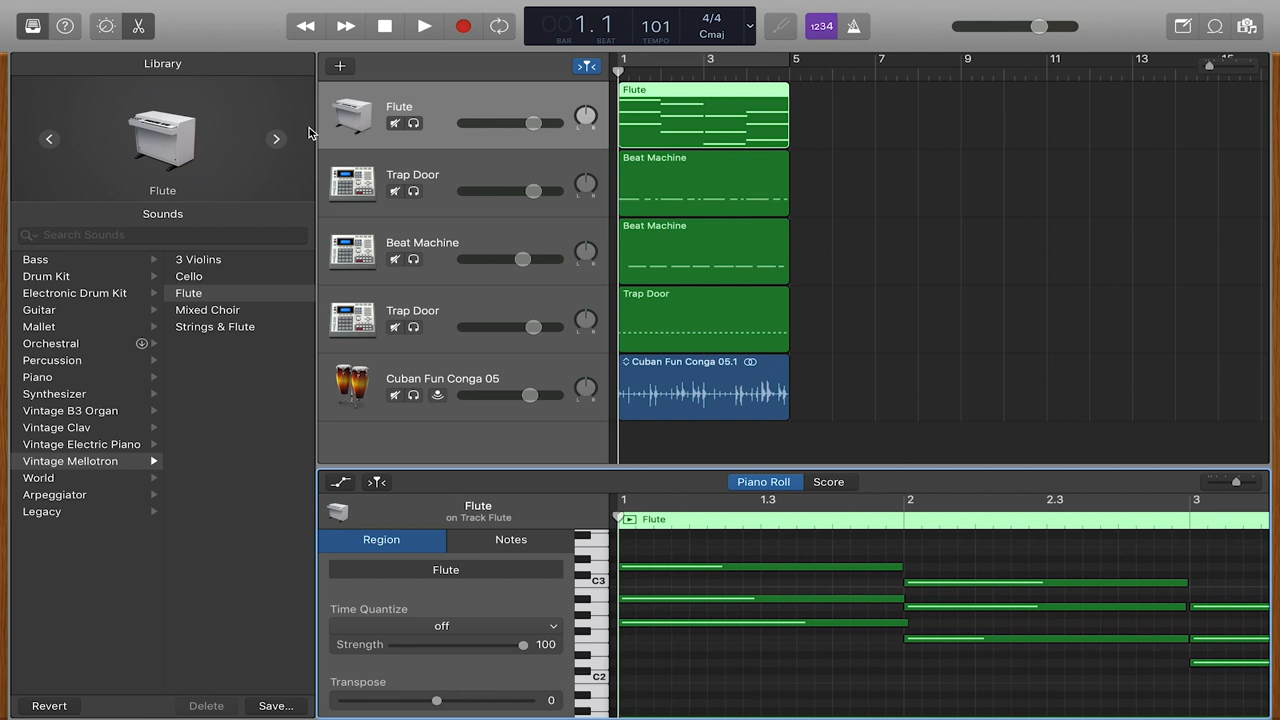 001.1
BAR BEAT
101
TEMPO
4/4
Cmaj
1234
Library
Flute
Sounds
Search Sounds
Bass
Drum Kit
Electronic Drum Kit
Guitar
Mallet
Orchestral
Percussion
Piano
Synthesizer
Vintage B3 Organ
Vintage Clav
Vintage Electric Piano
Vintage Mellotron
World
Arpeggiator
Legacy
3 Violins
Cello
Flute
Mixed Choir
Strings & Flute
Revert
Delete
Save...
1 3 5 7 9 11 13 15
Flute
L R
Flute
Trap Door
L R
Beat Machine
Beat Machine
L R
Beat Machine
Trap Door
L R
Trap Door
Cuban Fun Conga 05
L R
Cuban Fun Conga 05.1
Piano Roll
Score
Flute
on Track Flute
Region
Notes
Flute
Time Quantize
off
Strength 100
Transpose
0
1 1.3 2 2.3 3
Flute
C3
C2